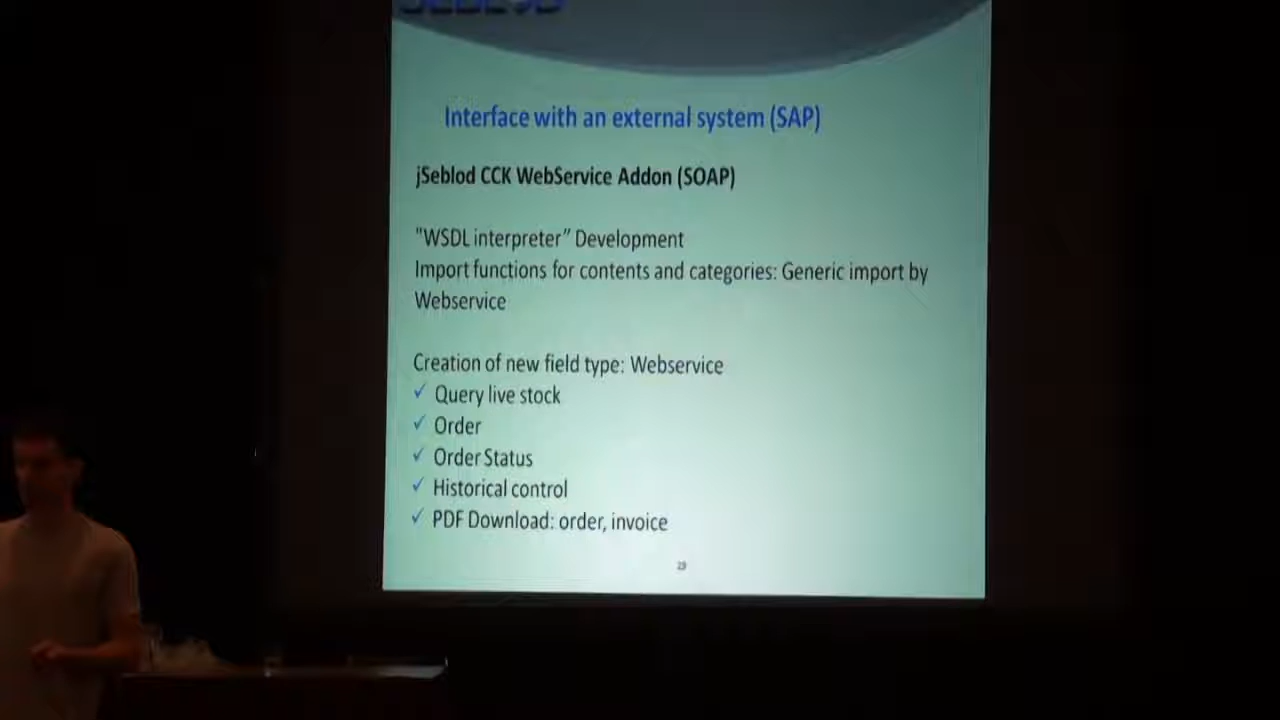 Interface with an external system (SAP)
jSeblod CCK WebService Addon (SOAP)
"WSDL interpreter” Development
Import functions for contents and categories: Generic import by
Webservice
Creation of new field type: Webservice
✓ Query live stock
✓ Order
✓ Order Status
✓ Historical control
✓ PDF Download: order, invoice